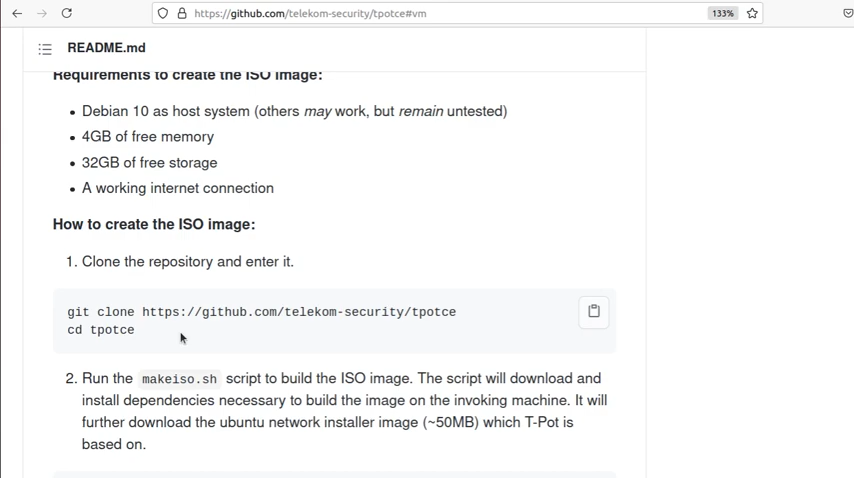 https://github.com/telekom-security/tpotce#vm
133%
README.md
Requirements to create the ISO image:
Debian 10 as host system (others may work, but remain untested)
4GB of free memory
32GB of free storage
A working internet connection
How to create the ISO image:
1. Clone the repository and enter it.
git clone https://github.com/telekom-security/tpotce
cd tpotce
2. Run the makeiso.sh script to build the ISO image. The script will download and
install dependencies necessary to build the image on the invoking machine. It will
further download the ubuntu network installer image (~50MB) which T-Pot is
based on.